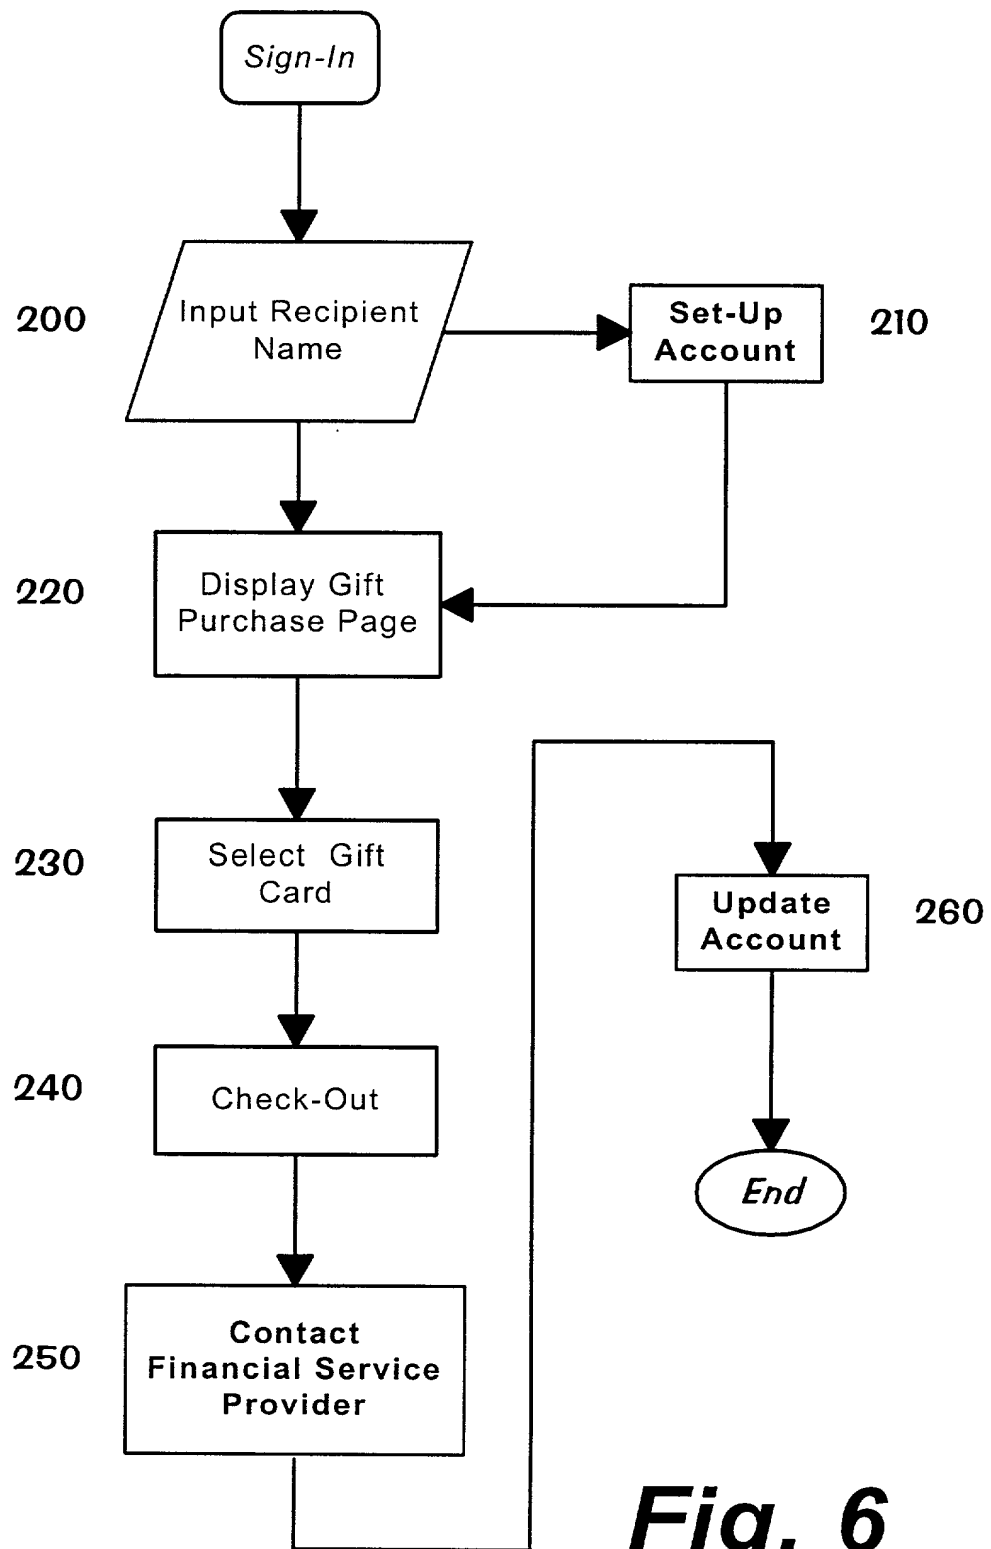 Sign-In
200
Input Recipient
Name
Set-Up
Account
210
220
Display Gift
Purchase Page
230
Select Gift
Card
Update
Account
260
240
Check-Out
End
250
Contact
Financial Service
Provider
Fig. 6